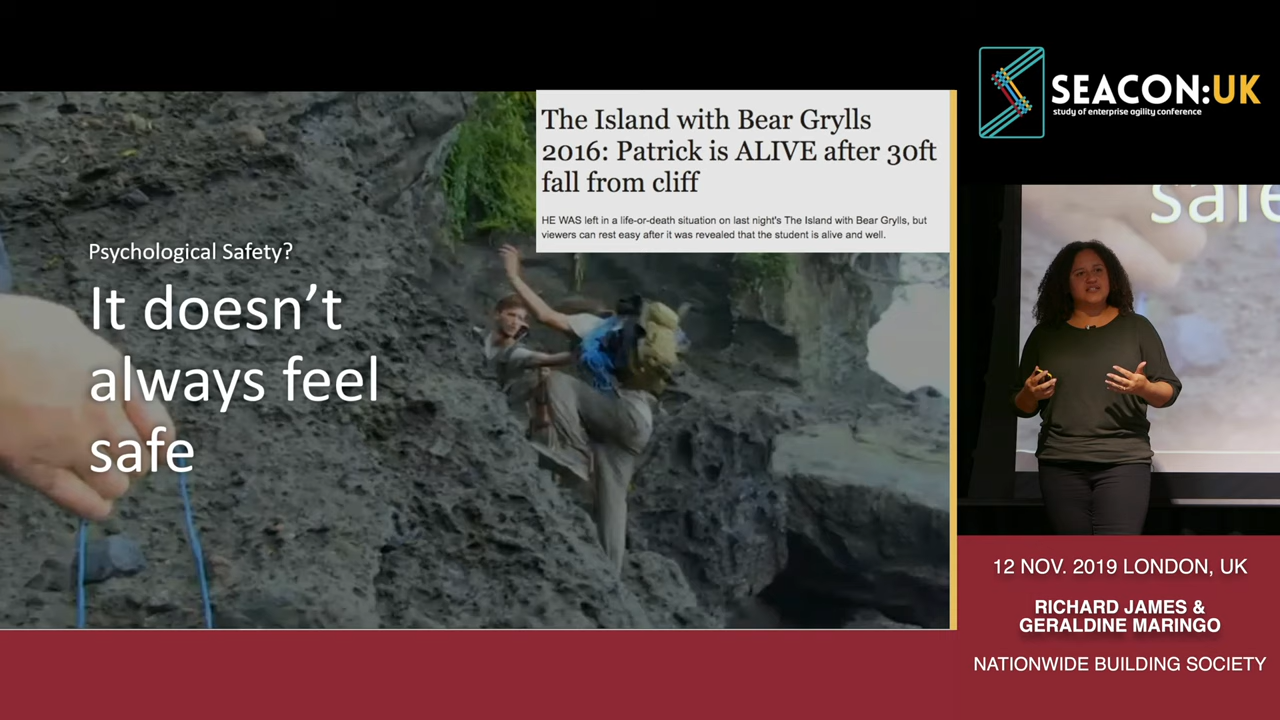 The Island with Bear Grylls
2016: Patrick is ALIVE after 30ft
fall from cliff
HE WAS left in a life-or-death situation on last night's The Island with Bear Grylls, but
viewers can rest easy after it was revealed that the student is alive and well.
Psychological Safety?
It doesn't
always feel
safe
SEACON:UK
study of enterprise agility conference
safe
12 NOV. 2019 LONDON, UK
RICHARD JAMES &
GERALDINE MARINGO
NATIONWIDE BUILDING SOCIETY